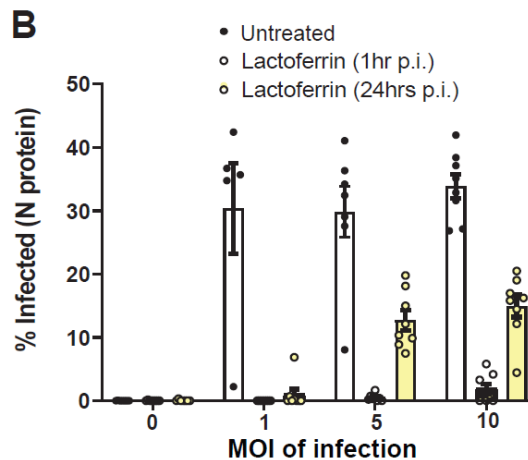 B
Untreated
Lactoferrin (1hr p.i.)
Lactoferrin (24hrs p.i.)
% Infected (N protein)
50
40
30
20
10
0
0 1 5 10
MOI of infection